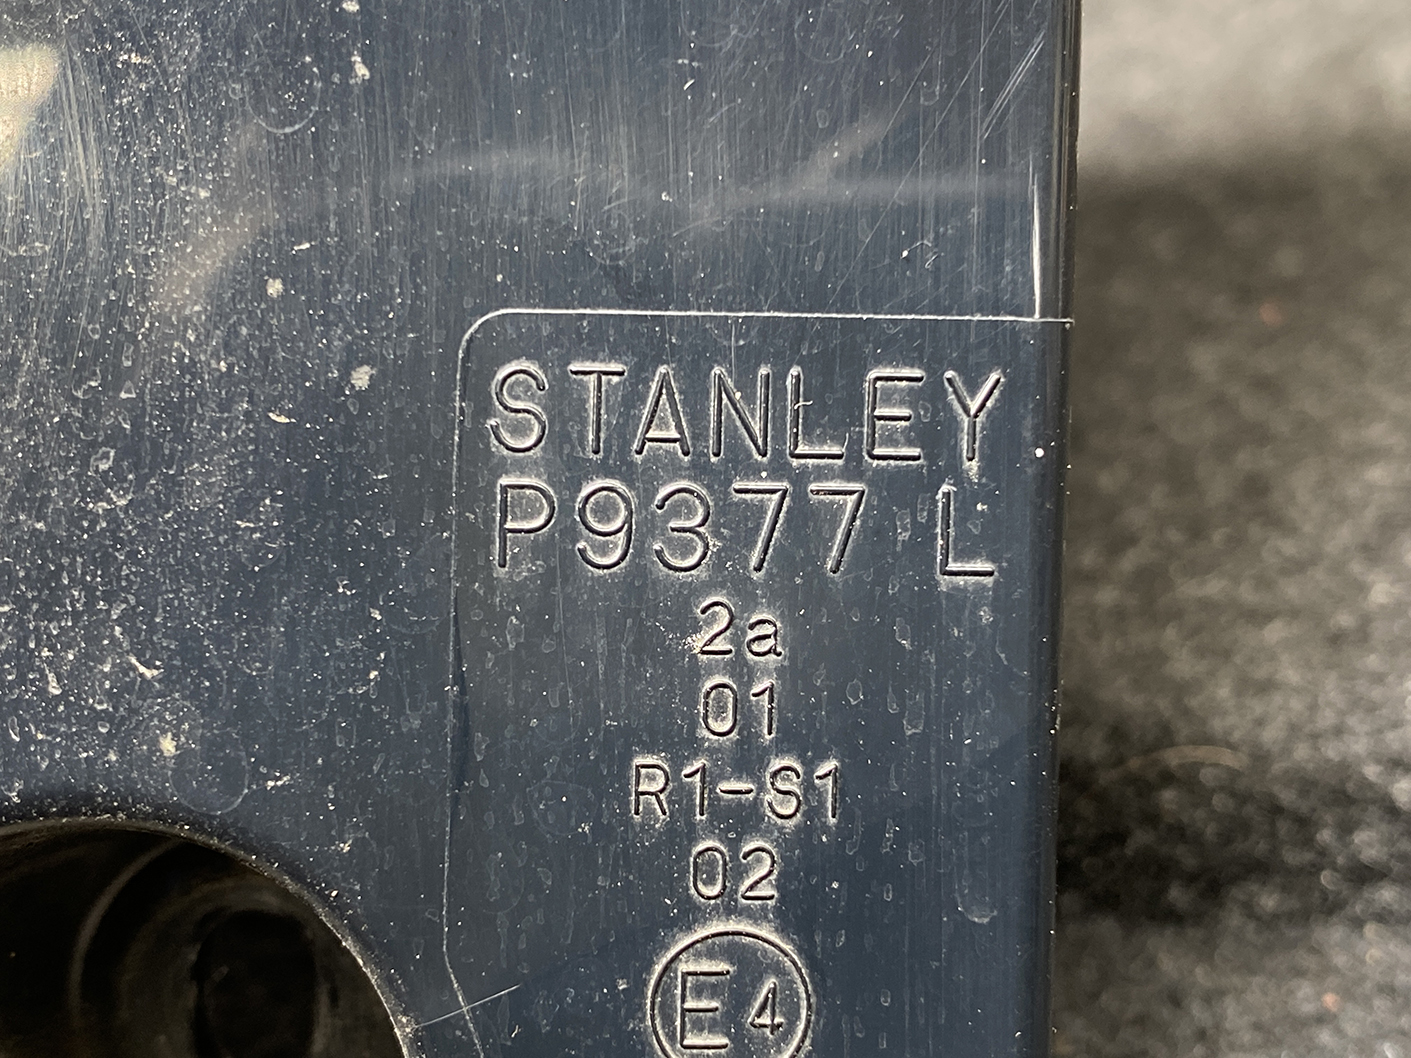 STANLEY
P9377 L
2a
01
R1-S1
02
E4